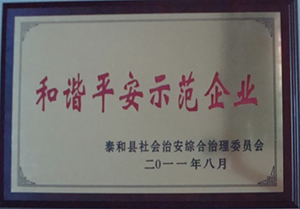 和谐平安示范企业
泰和县社会治安综合治理委员会
二〇一一年八月